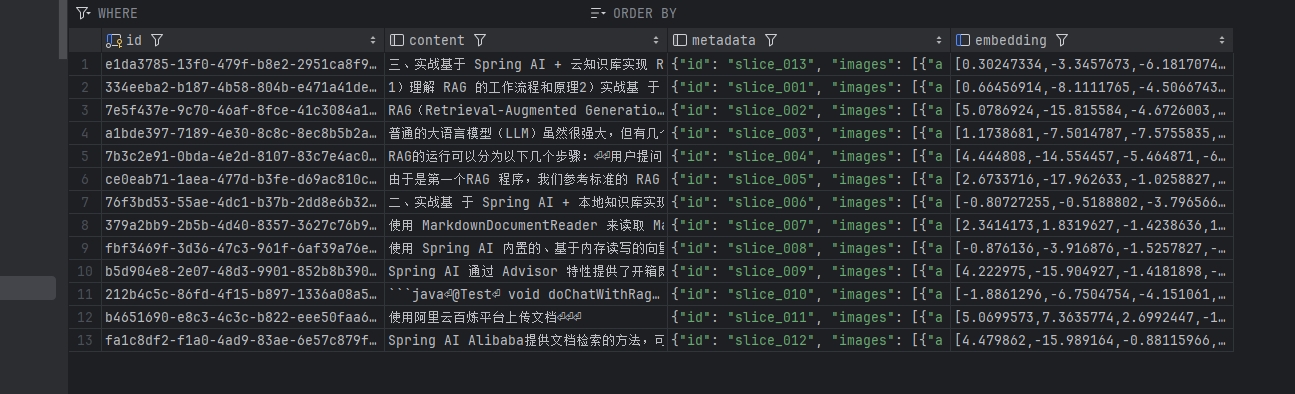 WHERE ORDER BY
id content metadata embedding
1 e1da3785-13f0-479f-b8e2-2951ca8f9… 三、实战基于 Spring AI + 云知识库实现 R {"id": "slice_013", "images": [{"a [0.30247334,-3.3457673,-6.1817074…
2 334eeba2-b187-4b58-804b-e471a41de… 1）理解 RAG 的工作流程和原理2）实战基 于 {"id": "slice_001", "images": [{"a [0.66456914,-8.1111765,-4.5066743…
3 7e5f437e-9c70-46af-8fce-41c3084a1… RAG（Retrieval-Augmented Generatio… {"id": "slice_002", "images": [{"a [5.0786924,-15.815584,-4.6726003,…
4 a1bde397-7189-4e30-8c8c-8ec8b5b2a… 普通的大语言模型（LLM）虽然很强大，但有几个 {"id": "slice_003", "images": [{"a [1.1738681,-7.5014787,-7.5755835,…
5 7b3c2e91-0bda-4e2d-8107-83c7e4ac0… RAG的运行可以分为以下几个步骤：⏎⏎用户提问 {"id": "slice_004", "images": [{"a [4.444808,-14.554457,-5.464871,-6…
6 ce0eab71-1aea-477d-b3fe-d69ac810c… 由于是第一个RAG 程序，我们参考标准的 RAG {"id": "slice_005", "images": [{"a [2.6733716,-17.962633,-1.0258827,…
7 76f3bd53-55ae-4dc1-b37b-2dd8e6b32… 二、实战基 于 Spring AI + 本地知识库实现 {"id": "slice_006", "images": [{"a [-0.80727255,-0.5188802,-3.796566…
8 379a2bb9-2b5b-4d40-8357-3627c76b9… 使用 MarkdownDocumentReader 来读取 Ma {"id": "slice_007", "images": [{"a [2.3414173,1.8319627,-1.4238636,1…
9 fbf3469f-3d36-47c3-961f-6af39a76e… 使用 Spring AI 内置的、基于内存读写的向量 {"id": "slice_008", "images": [{"a [-0.876136,-3.916876,-1.5257827,-…
10 b5d904e8-2e07-48d3-9901-852b8b390… Spring AI 通过 Advisor 特性提供了开箱即 {"id": "slice_009", "images": [{"a [4.222975,-15.904927,-1.4181898,-…
11 212b4c5c-86fd-4f15-b897-1336a08a5… ```java⏎@Test⏎ void doChatWithRag… {"id": "slice_010", "images": [{"a [-1.8861296,-6.7504754,-4.151061,…
12 b4651690-e8c3-4c3c-b822-eee50faa6… 使用阿里云百炼平台上传文档⏎⏎⏎ {"id": "slice_011", "images": [{"a [5.0699573,7.3635774,2.6992447,-1…
13 fa1c8df2-f1a0-4ad9-83ae-6e57c879f… Spring AI Alibaba提供文档检索的方法，可 {"id": "slice_012", "images": [{"a [4.479862,-15.989164,-0.88115966,…